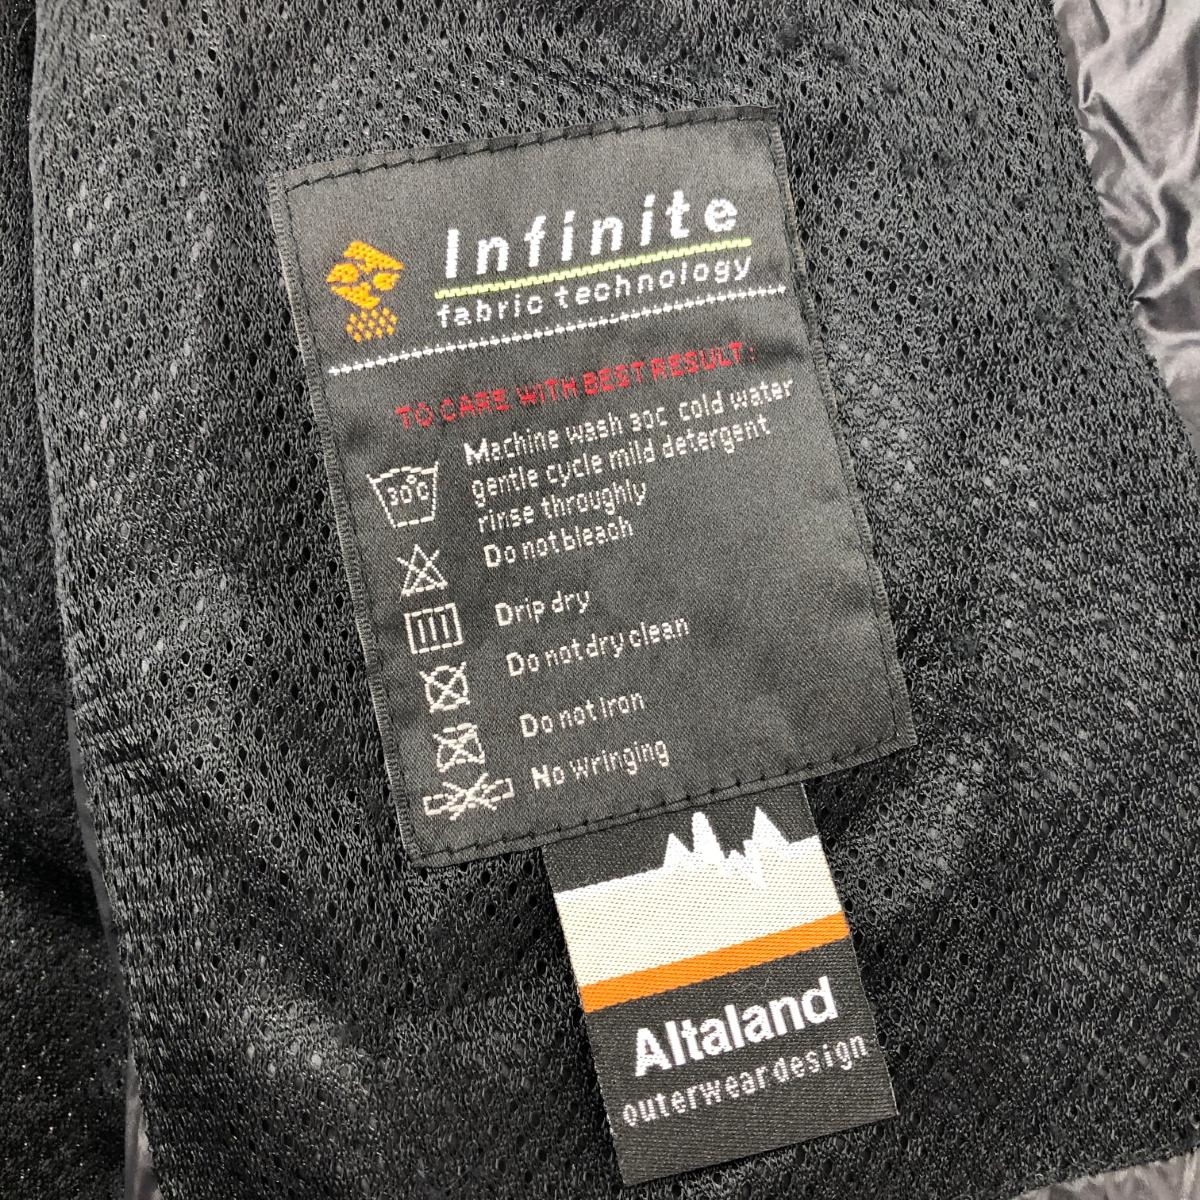 Infinite
fabric technology
TO CARE WITH BEST RESULT:
Machine wash 30c cold water
gentle cycle mild detergent
rinse throughly
30°C
Do not bleach
Drip dry
Do not dry clean
Do not Iron
No wringing
Altaland
outerwear design